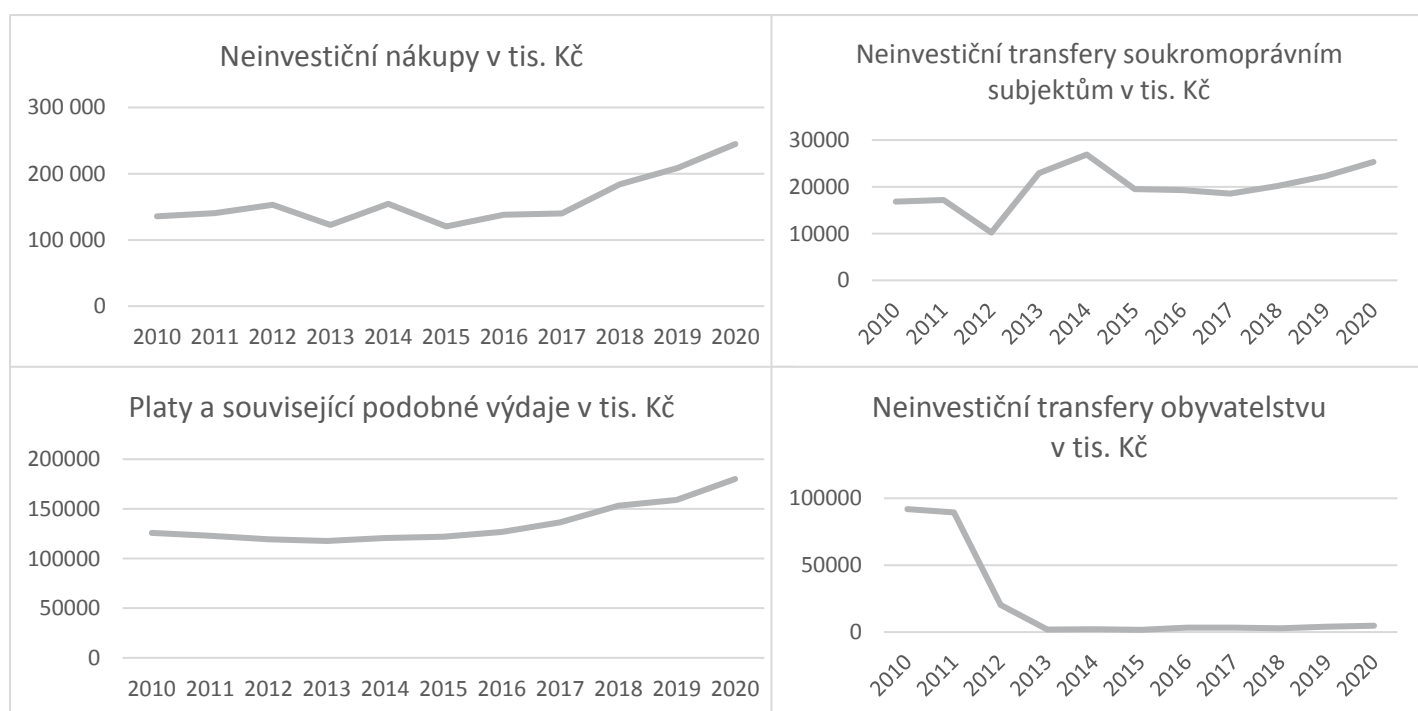 Neinvestiční nákupy v tis. Kč
300 000
200 000
100 000
0
2010 2011 2012 2013 2014 2015 2016 2017 2018 2019 2020
Neinvestiční transfery soukromoprávním
subjektům v tis. Kč
30000
20000
10000
0
2010 2011 2012 2013 2014 2015 2016 2017 2018 2019 2020
Platy a související podobné výdaje v tis. Kč
200000
150000
100000
50000
0
2010 2011 2012 2013 2014 2015 2016 2017 2018 2019 2020
Neinvestiční transfery obyvatelstvu
v tis. Kč
100000
50000
0
2010 2011 2012 2013 2014 2015 2016 2017 2018 2019 2020